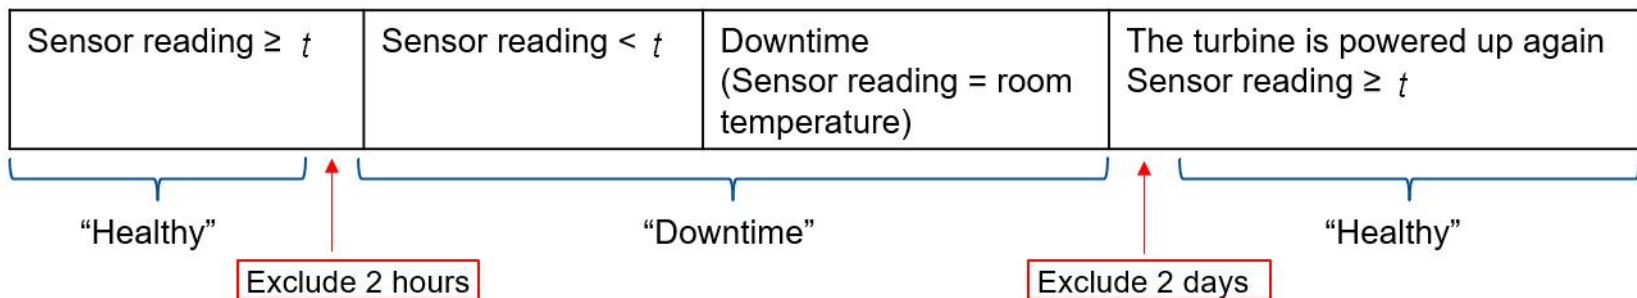 Sensor reading ≥ t
Sensor reading < t
Downtime
(Sensor reading = room
temperature)
The turbine is powered up again
Sensor reading ≥ t
“Healthy”
“Downtime”
“Healthy”
Exclude 2 hours
Exclude 2 days